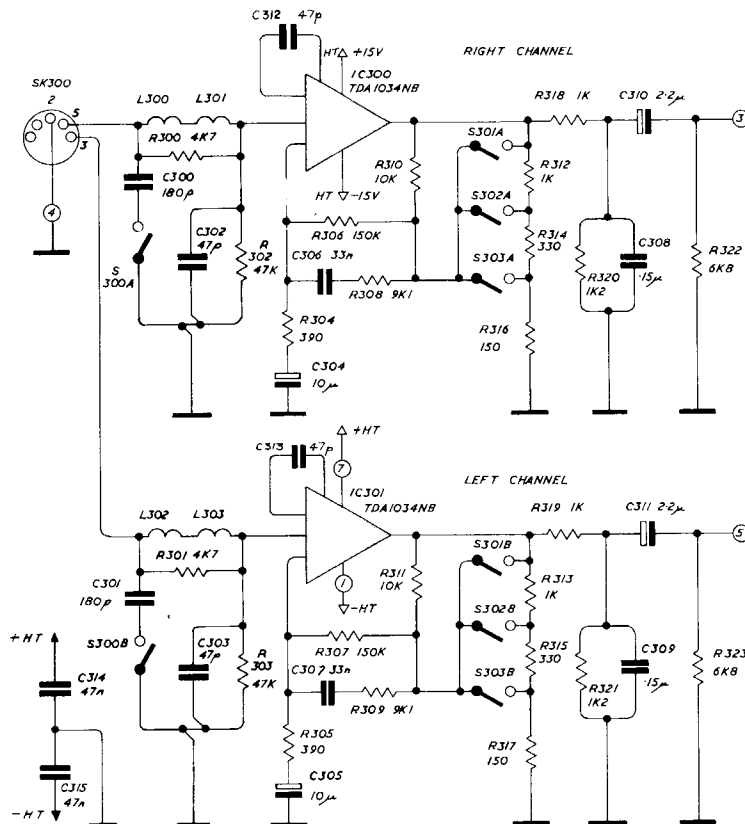 C312 47p
HT +15V
RIGHT CHANNEL
IC300
TDA1034NB
SK300
2
5
3
4
L300 L301
R300 4K7
C300
180p
S
300A
C302
47p
R
302
47K
HT -15V
R310
10K
R306 150K
C306 33n
R308 9K1
R304
390
C304
10μ
S301A
S302A
S303A
R312
1K
R314
330
R316
150
R318 1K
C310 2·2μ
3
R320
1K2
C308
·15μ
R322
6K8
C313 47p
+HT
7
IC301
TDA1034NB
LEFT CHANNEL
L302 L303
R301 4K7
C301
180p
S300B
C303
47p
R
303
47K
1
-HT
R311
10K
R307 150K
C307 33n
R309 9K1
R305
390
C305
10μ
S301B
S302B
S303B
R313
1K
R315
330
R317
150
R319 1K
C311 2·2μ
5
R321
1K2
C309
·15μ
R323
6K8
+HT
C314
47n
C315
47n
-HT